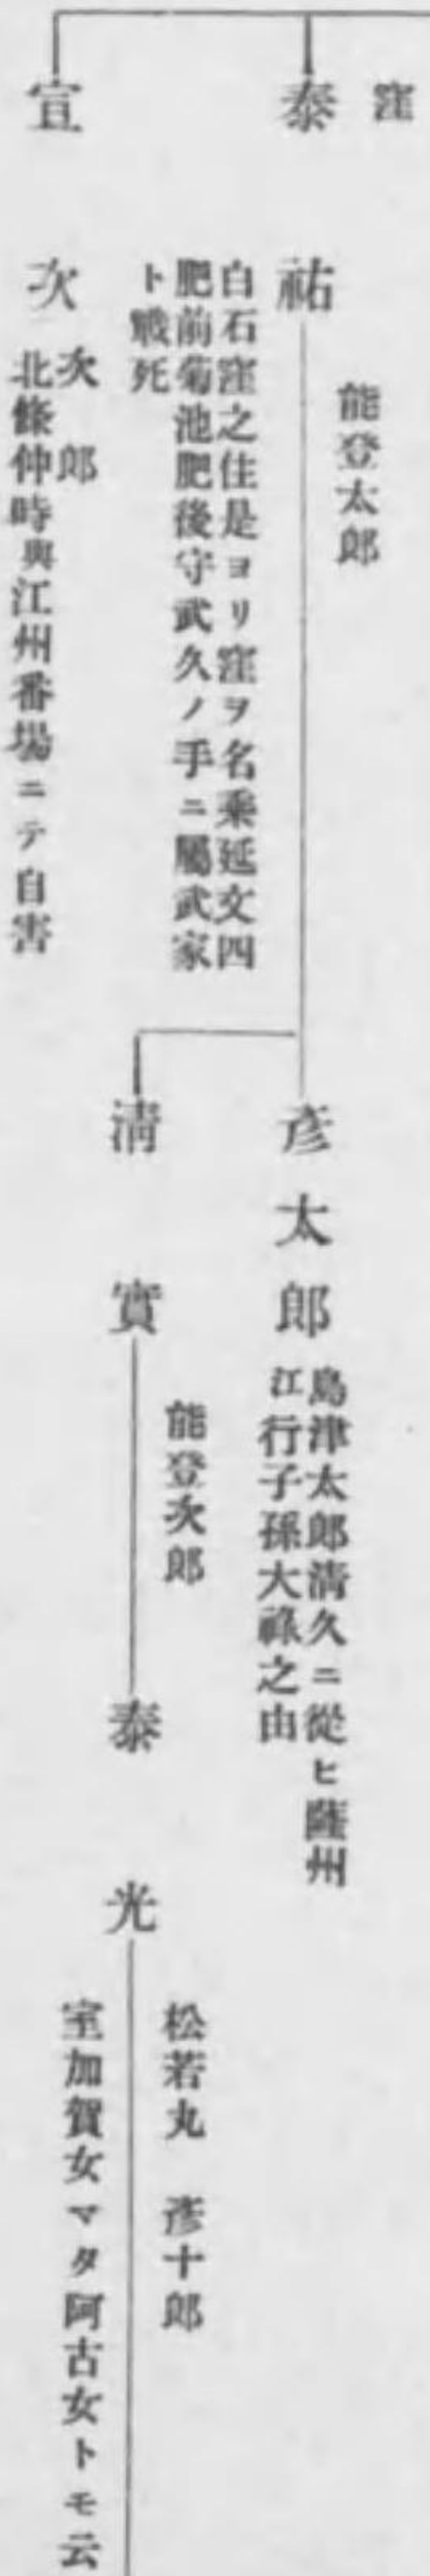 窪
泰祐
能登太郎
白石窪之住是ヨリ窪ヲ名乘延文四
肥前菊池肥後守武久ノ手ニ屬武家
ト戰死
彦太郎
島津太郎清久ニ從ヒ薩州
江行子孫大祿之由
清實
能登次郎
泰光
松若丸 彦十郎
室加賀女マタ阿古女トモ云
宣次
次郎
北條仲時與江州番場ニテ自害